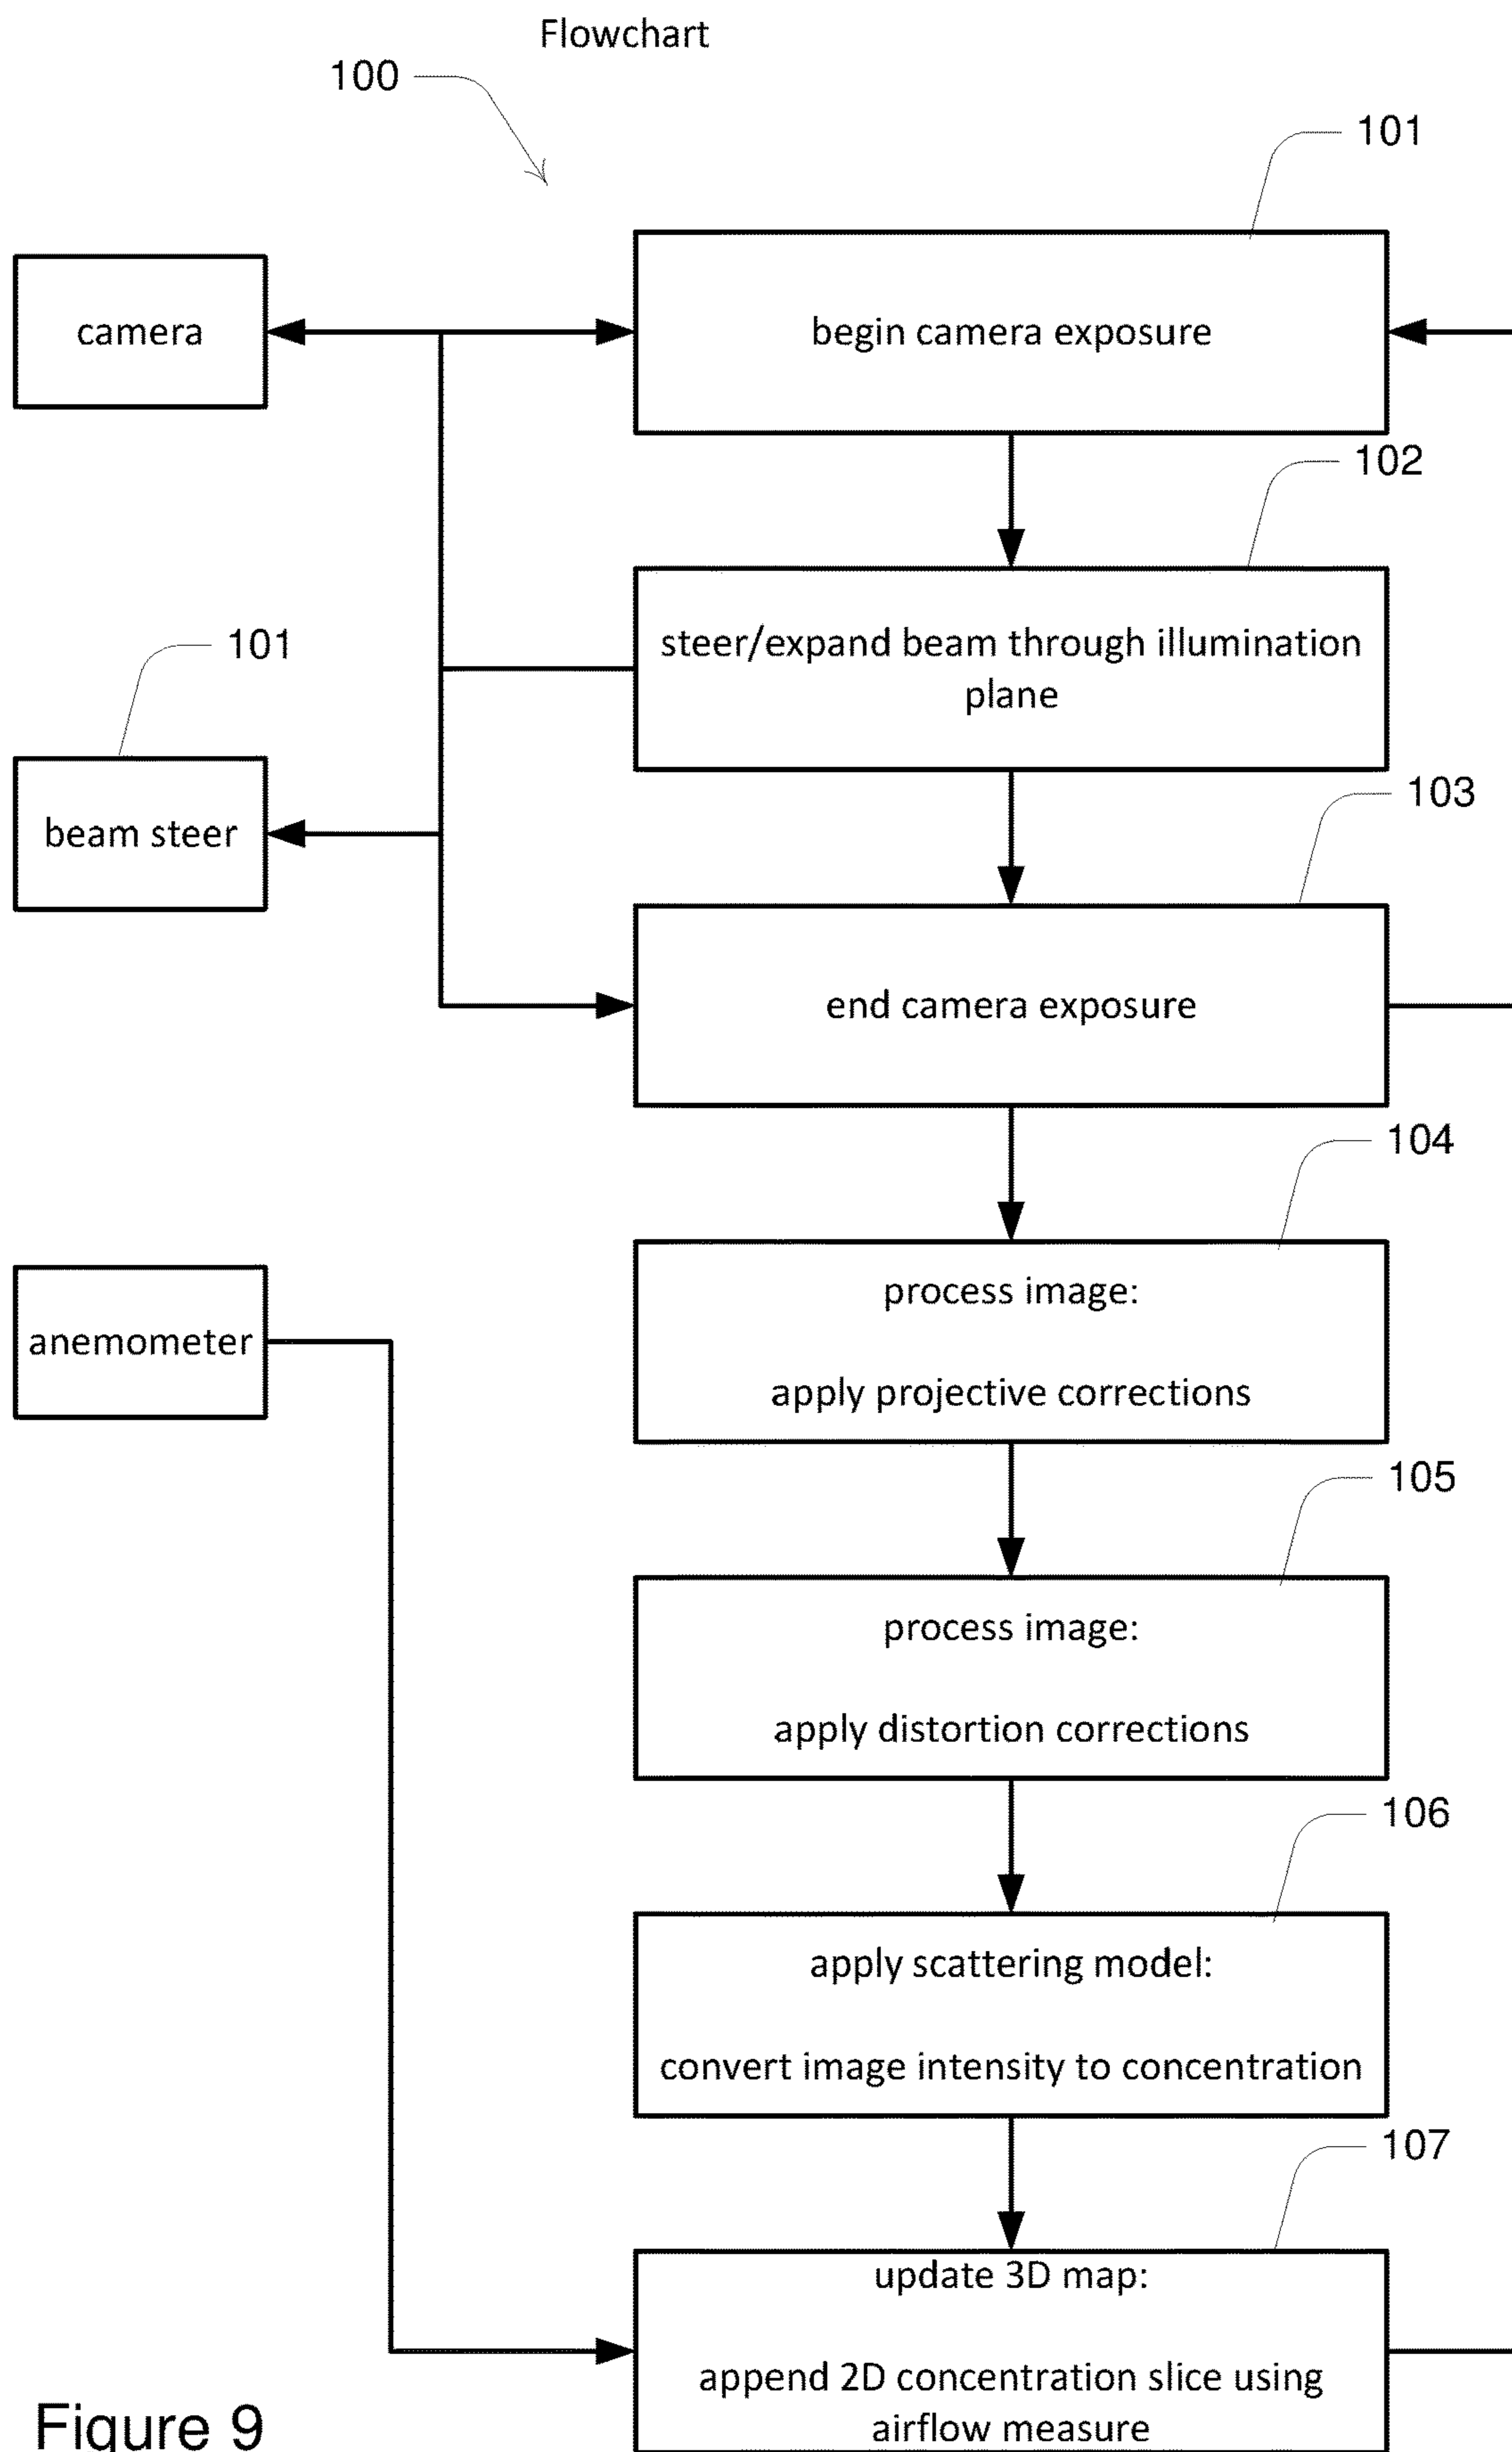 Flowchart
100
101
camera
begin camera exposure
102
steer/expand beam through illumination
plane
101
beam steer
103
end camera exposure
104
anemometer
process image:
apply projective corrections
105
process image:
apply distortion corrections
106
apply scattering model:
convert image intensity to concentration
107
update 3D map:
append 2D concentration slice using
airflow measure
Figure 9